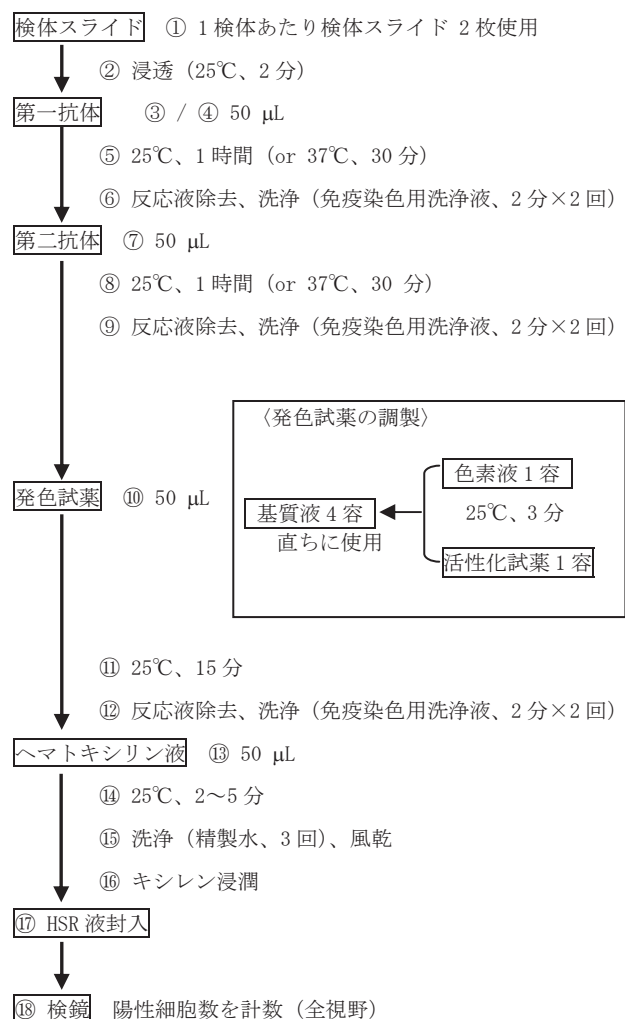 検体スライド ① 1検体あたり検体スライド 2枚使用
② 浸透（25℃、2分）
第一抗体 ③ / ④ 50 μL
⑤ 25℃、1時間（or 37℃、30分）
⑥ 反応液除去、洗浄（免疫染色用洗浄液、2分×2回）
第二抗体 ⑦ 50 μL
⑧ 25℃、1時間（or 37℃、30 分）
⑨ 反応液除去、洗浄（免疫染色用洗浄液、2分×2回）
〈発色試薬の調製〉
色素液1容
発色試薬 ⑩ 50 μL
基質液4容
25℃、3分
直ちに使用
活性化試薬1容
⑪ 25℃、15分
⑫ 反応液除去、洗浄（免疫染色用洗浄液、2分×2回）
ヘマトキシリン液 ⑬ 50 μL
⑭ 25℃、2～5分
⑮ 洗浄（精製水、3回）、風乾
⑯ キシレン浸潤
⑰ HSR液封入
⑱ 検鏡 陽性細胞数を計数（全視野）